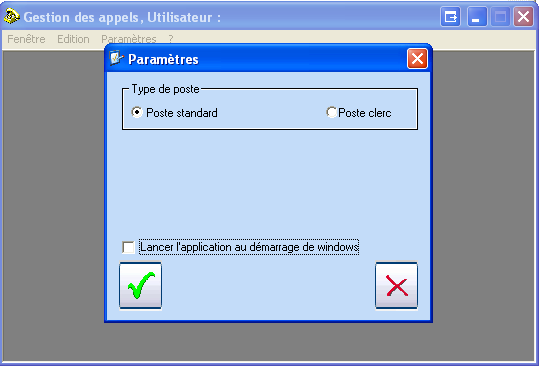 Gestion des appels, Utilisateur :
Fenêtre Edition Paramètres ?
Paramètres
Type de poste
Poste standard Poste clerc
Lancer l'application au démarrage de windows